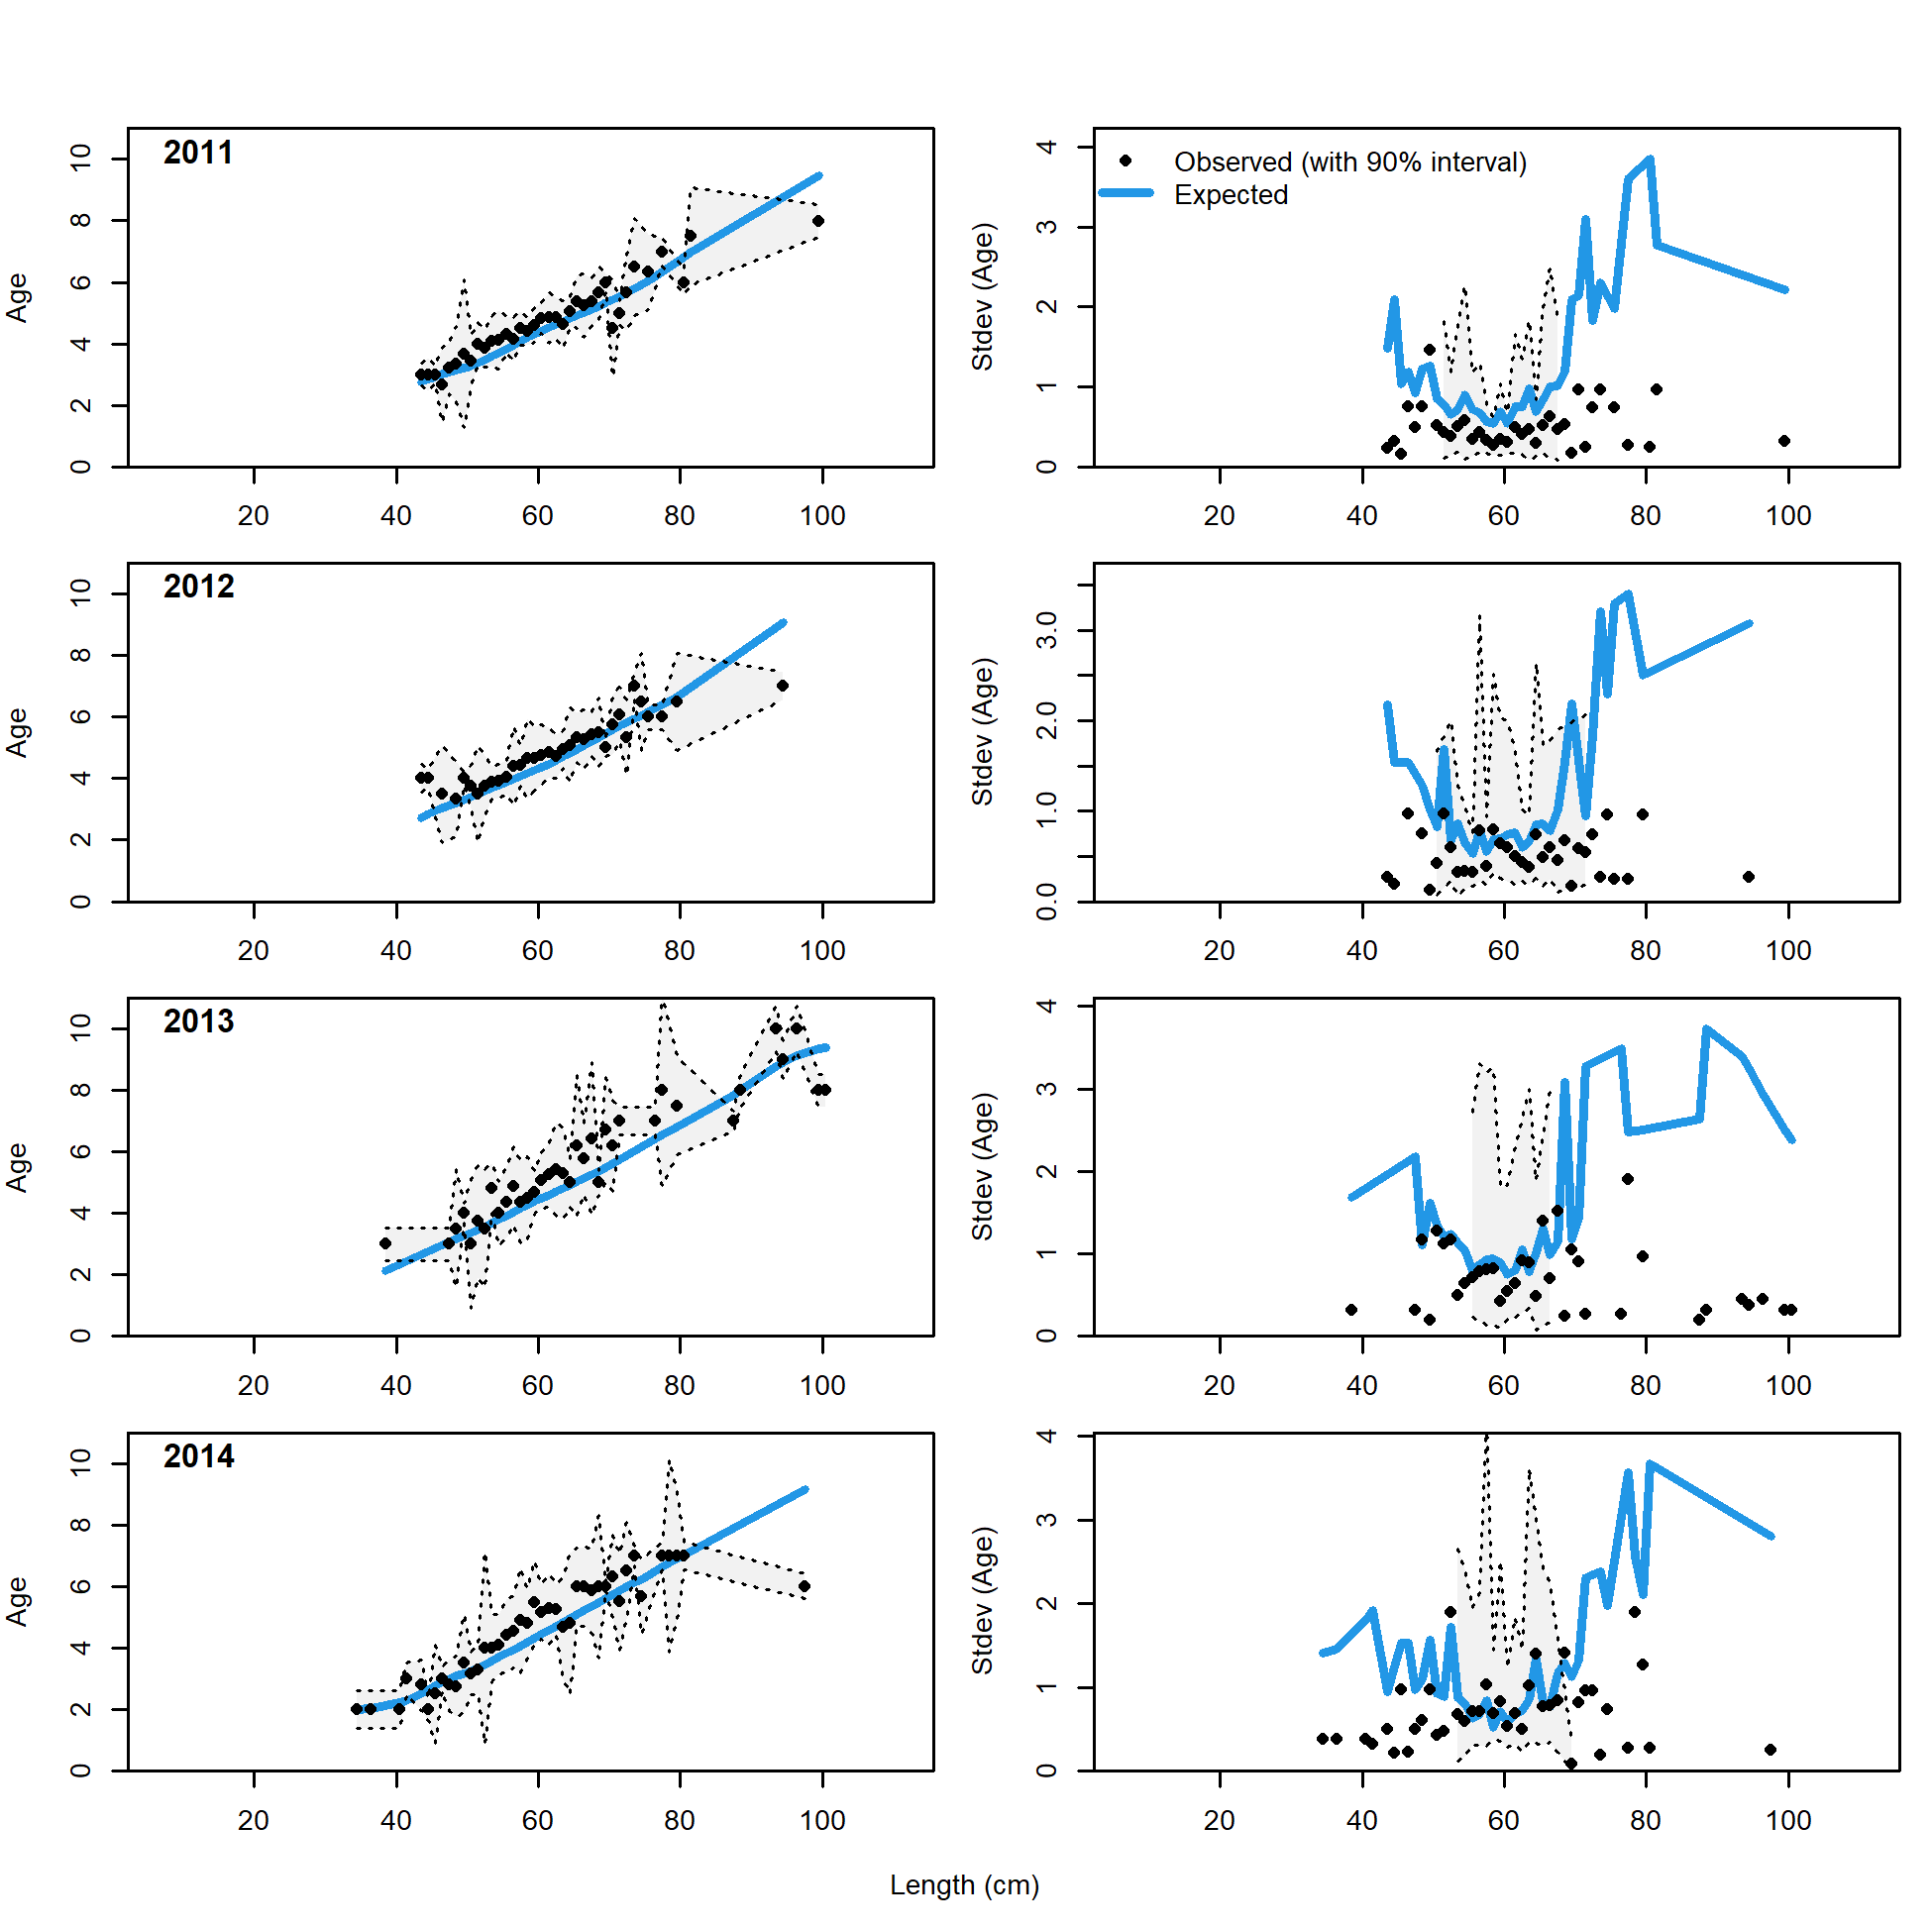 2011
Age
0 2 4 6 8 10
20 40 60 80 100
Observed (with 90% interval)
Expected
Stdev (Age)
0 1 2 3 4
20 40 60 80 100
2012
Age
0 2 4 6 8 10
20 40 60 80 100
Stdev (Age)
0.0 1.0 2.0 3.0
20 40 60 80 100
2013
Age
0 2 4 6 8 10
20 40 60 80 100
Stdev (Age)
0 1 2 3 4
20 40 60 80 100
2014
Age
0 2 4 6 8 10
20 40 60 80 100
Stdev (Age)
0 1 2 3 4
20 40 60 80 100
Length (cm)